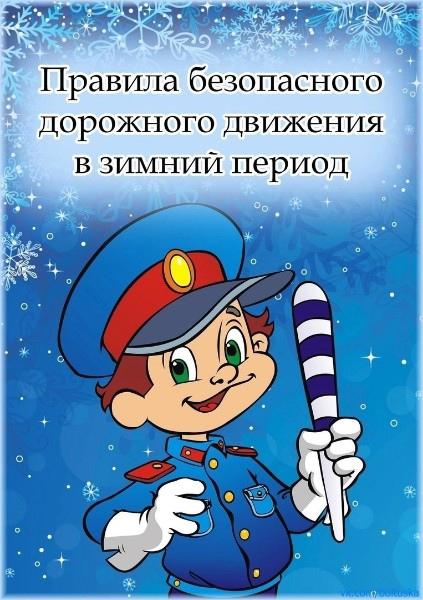 Правила безопасного
дорожного движения
в зимний период